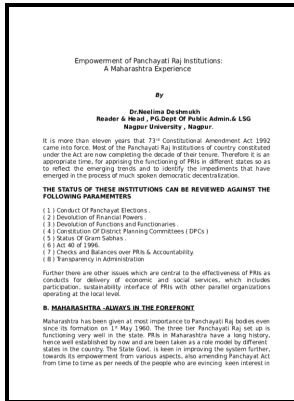 Empowerment of Panchayati Raj Institutions:
A Maharashtra Experience
By
Dr.Neelima Deshmukh
Reader & Head , PG.Dept Of Public Admin.& LSG
Nagpur University , Nagpur.
It is more than eleven years that 73rd Constitutional Amendment Act 1992
came into force. Most of the Panchayati Raj Institutions of country constituted
under the Act are now completing the decade of their tenure. Therefore it is an
appropriate time, for apprising the functioning of PRIs in different states so as
to reflect the emerging trends and to identify the impediments that have
emerged in the process of much spoken democratic decentralization.
THE STATUS OF THESE INSTITUTIONS CAN BE REVIEWED AGAINST THE
FOLLOWING PARAMEMTERS
( 1 ) Conduct Of Panchayat Elections .
( 2 ) Devolution of Financial Powers .
( 3 ) Devolution of Functions and Functionaries .
( 4 ) Constitution Of District Planning Committees ( DPCs )
( 5 ) Status Of Gram Sabhas .
( 6 ) Act 40 of 1996.
( 7 ) Checks and Balances over PRIs & Accountability
( 8 ) Transparency in Administration
Further there are other issues which are central to the effectiveness of PRIs as
conduits for delivery of economic and social services, which includes
participation, sustainability interface of PRIs with other parallel organizations
operating at the local level.
B. MAHARASHTRA -ALWAYS IN THE FOREFRONT
Maharashtra has been given at most importance to Panchayati Raj bodies even
since its formation on 1st May 1960. The three tier Panchayati Raj set up is
functioning very well in the state. PRIs in Maharashtra have a long history,
hence well established by now and are been taken as a role model by different
states in the country. The State Govt. is keen in improving the system further,
towards its empowerment from various aspects, also amending Panchayat Act
from time to time as per needs of the people who are evincing keen interest in